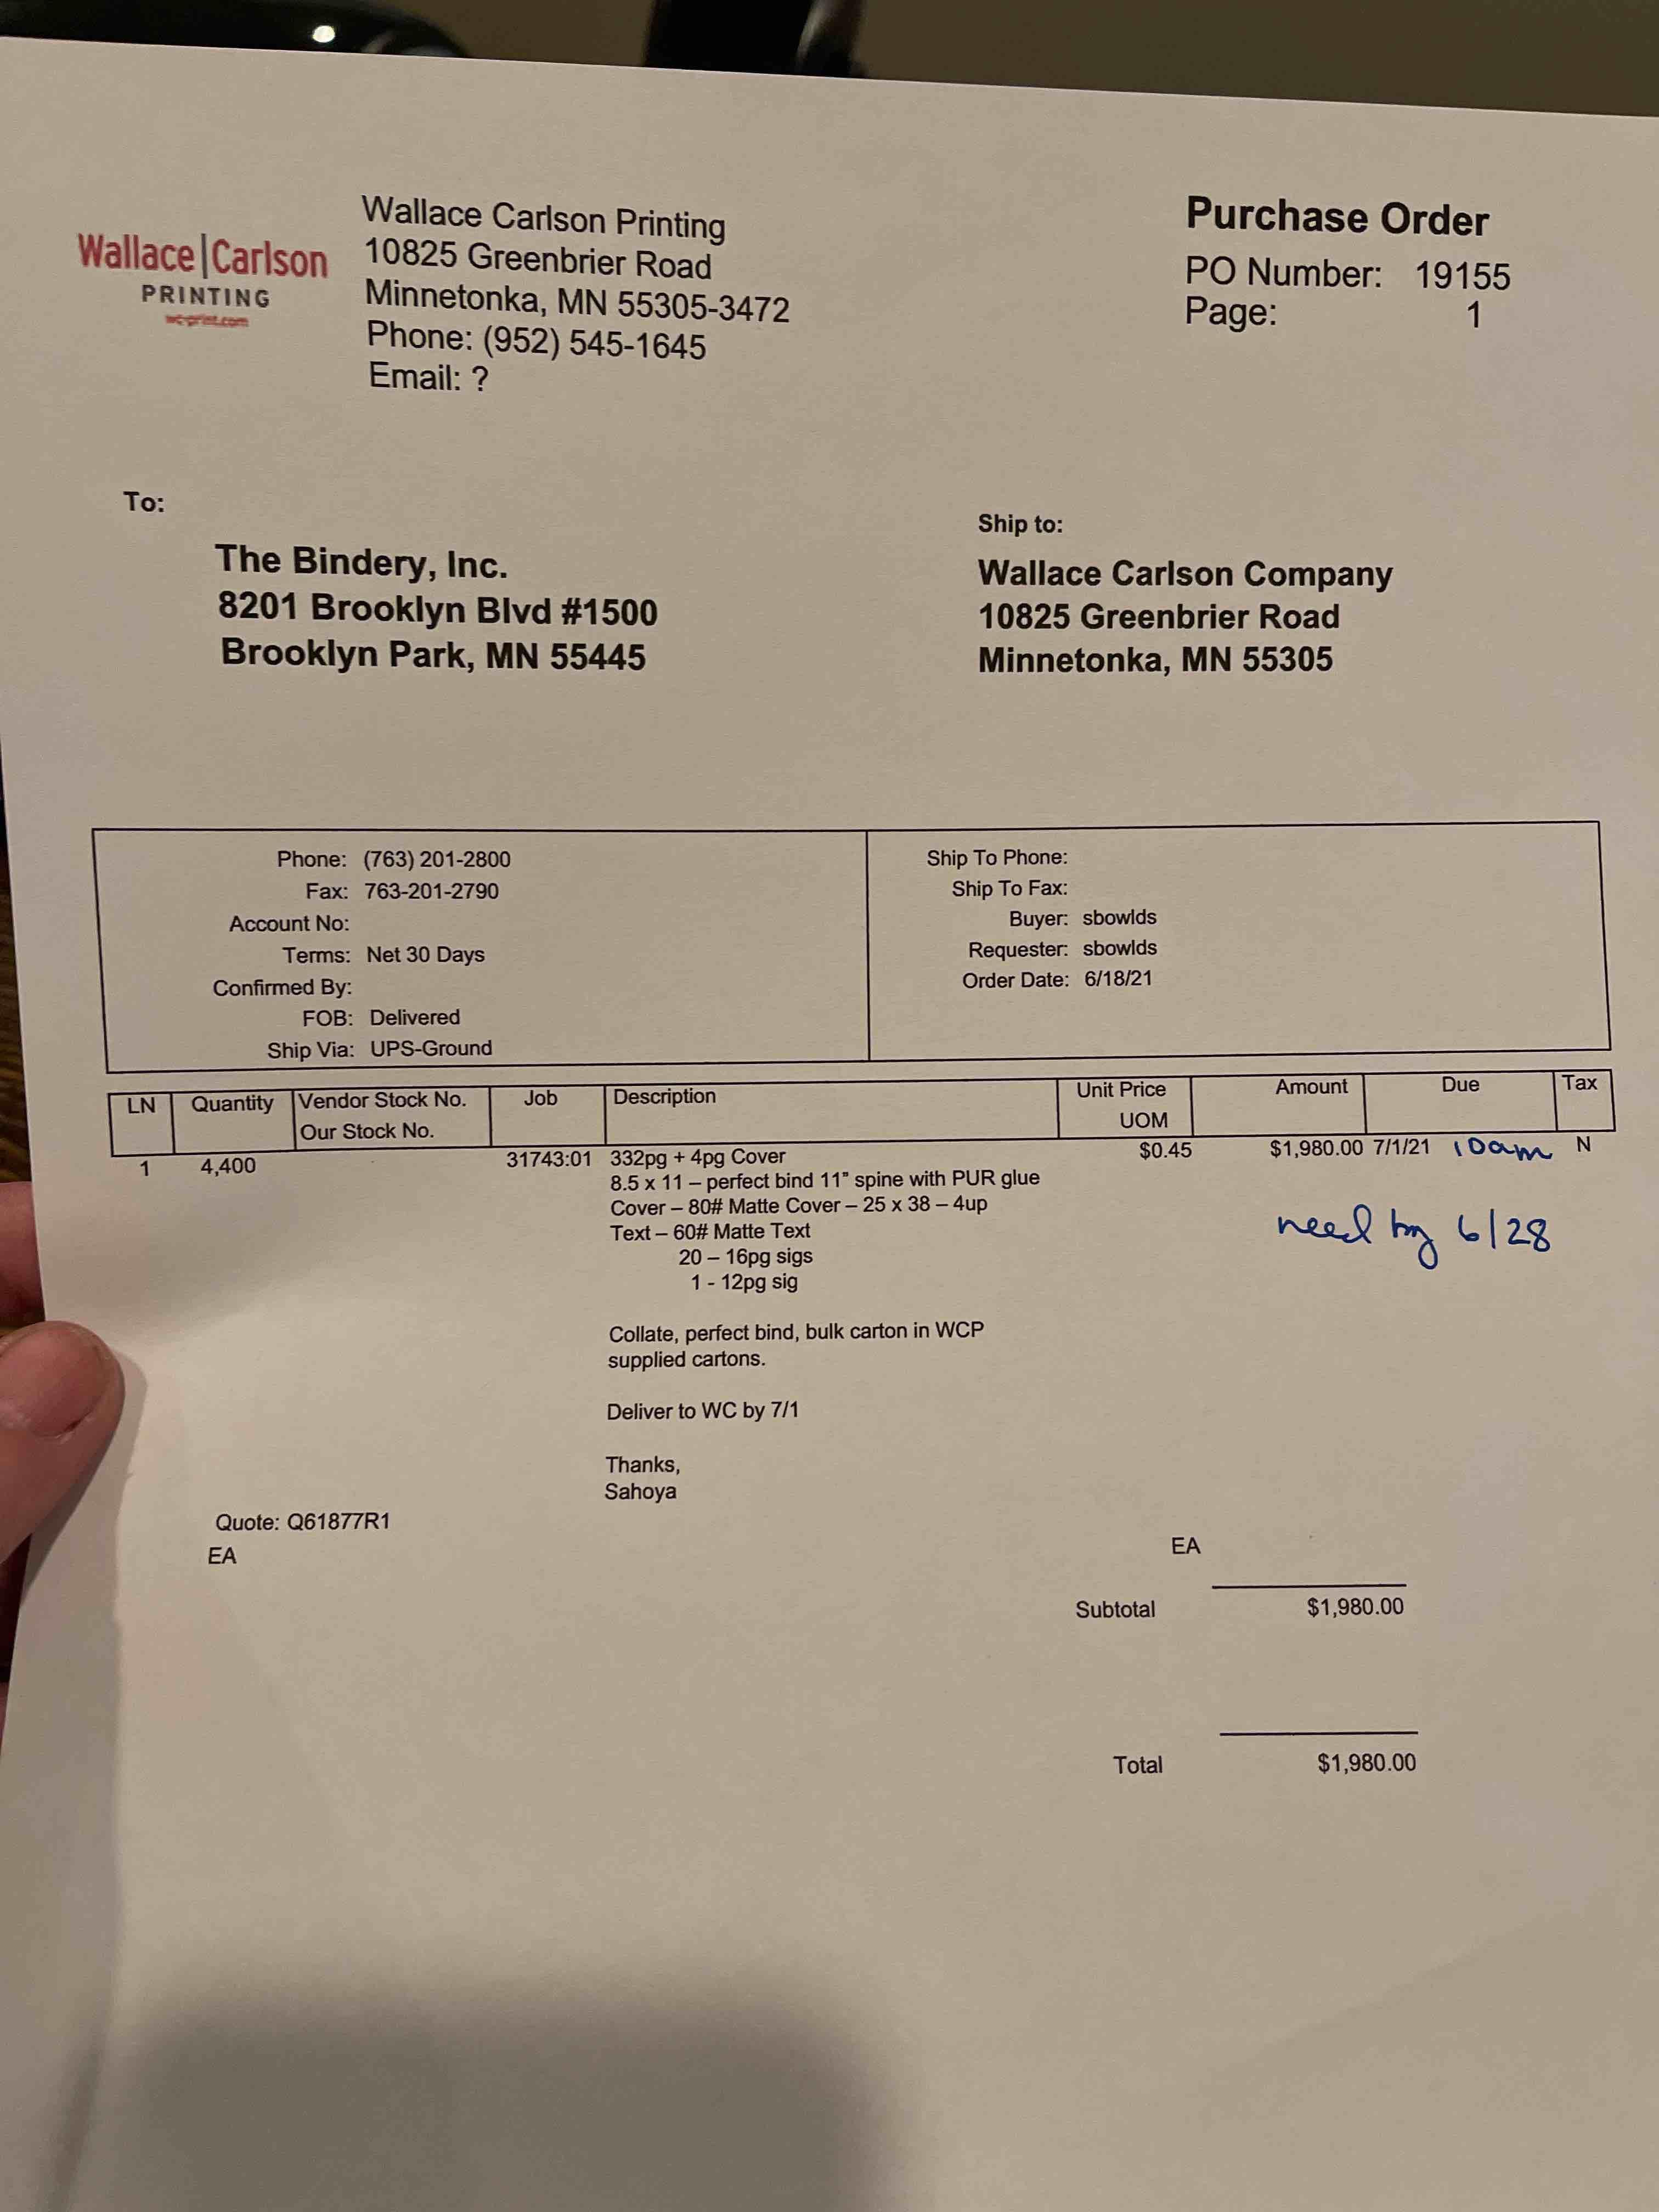 Wallace|Carlson
PRINTING
wc-print.com
Wallace Carlson Printing
10825 Greenbrier Road
Minnetonka, MN 55305-3472
Phone: (952) 545-1645
Email: ?
Purchase Order
PO Number: 19155
Page: 1
To:
The Bindery, Inc.
8201 Brooklyn Blvd #1500
Brooklyn Park, MN 55445
Ship to:
Wallace Carlson Company
10825 Greenbrier Road
Minnetonka, MN 55305
Phone: (763) 201-2800
Fax: 763-201-2790
Account No:
Terms: Net 30 Days
Confirmed By:
FOB: Delivered
Ship Via: UPS-Ground
Ship To Phone:
Ship To Fax:
Buyer: sbowlds
Requester: sbowlds
Order Date: 6/18/21
LN Quantity Vendor Stock No. Job Description Unit Price Amount Due Tax
Our Stock No. UOM
1 4,400 31743:01 332pg + 4pg Cover $0.45 $1,980.00 7/1/21 10am N
8.5 x 11 – perfect bind 11" spine with PUR glue
Cover – 80# Matte Cover – 25 x 38 – 4up
need by 6/28
Text – 60# Matte Text
20 – 16pg sigs
1 - 12pg sig
Collate, perfect bind, bulk carton in WCP
supplied cartons.
Deliver to WC by 7/1
Thanks,
Sahoya
Quote: Q61877R1
EA EA
Subtotal $1,980.00
Total $1,980.00